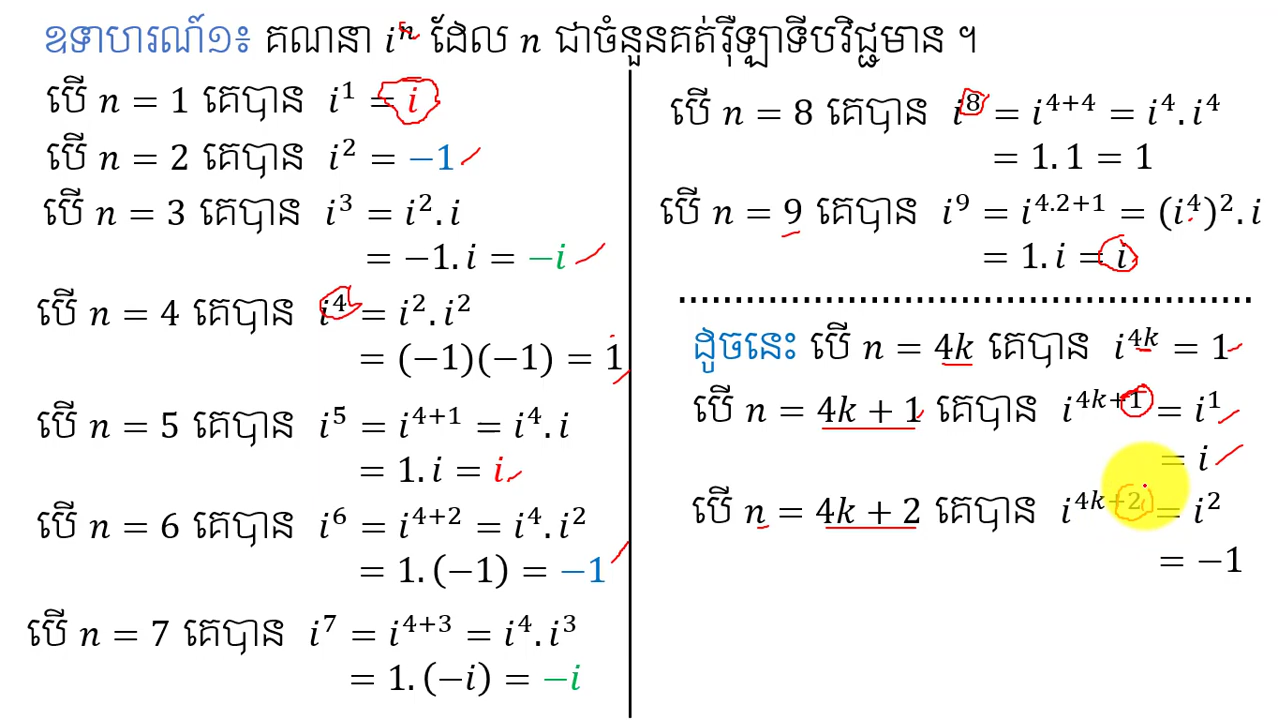 ឧទាហរណ៍១៖ គណនា iⁿ ដែល n ជាចំនួនគត់រ៉ឺឡាទីបវិជ្ជមាន ។
បើ n = 1 គេបាន i¹ = i
បើ n = 2 គេបាន i² = −1
បើ n = 3 គេបាន i³ = i². i
= −1. i = −i
បើ n = 4 គេបាន i⁴ = i². i²
= (−1)(−1) = 1
បើ n = 5 គេបាន i⁵ = i⁴⁺¹ = i⁴. i
= 1. i = i
បើ n = 6 គេបាន i⁶ = i⁴⁺² = i⁴. i²
= 1. (−1) = −1
បើ n = 7 គេបាន i⁷ = i⁴⁺³ = i⁴. i³
= 1. (−i) = −i
បើ n = 8 គេបាន i⁸ = i⁴⁺⁴ = i⁴. i⁴
= 1. 1 = 1
បើ n = 9 គេបាន i⁹ = i^{4.2+1} = (i⁴)². i
= 1. i = i
ដូចនេះ បើ n = 4k គេបាន i^{4k} = 1
បើ n = 4k + 1 គេបាន i^{4k+1} = i¹
= i
បើ n = 4k + 2 គេបាន i^{4k+2} = i²
= −1